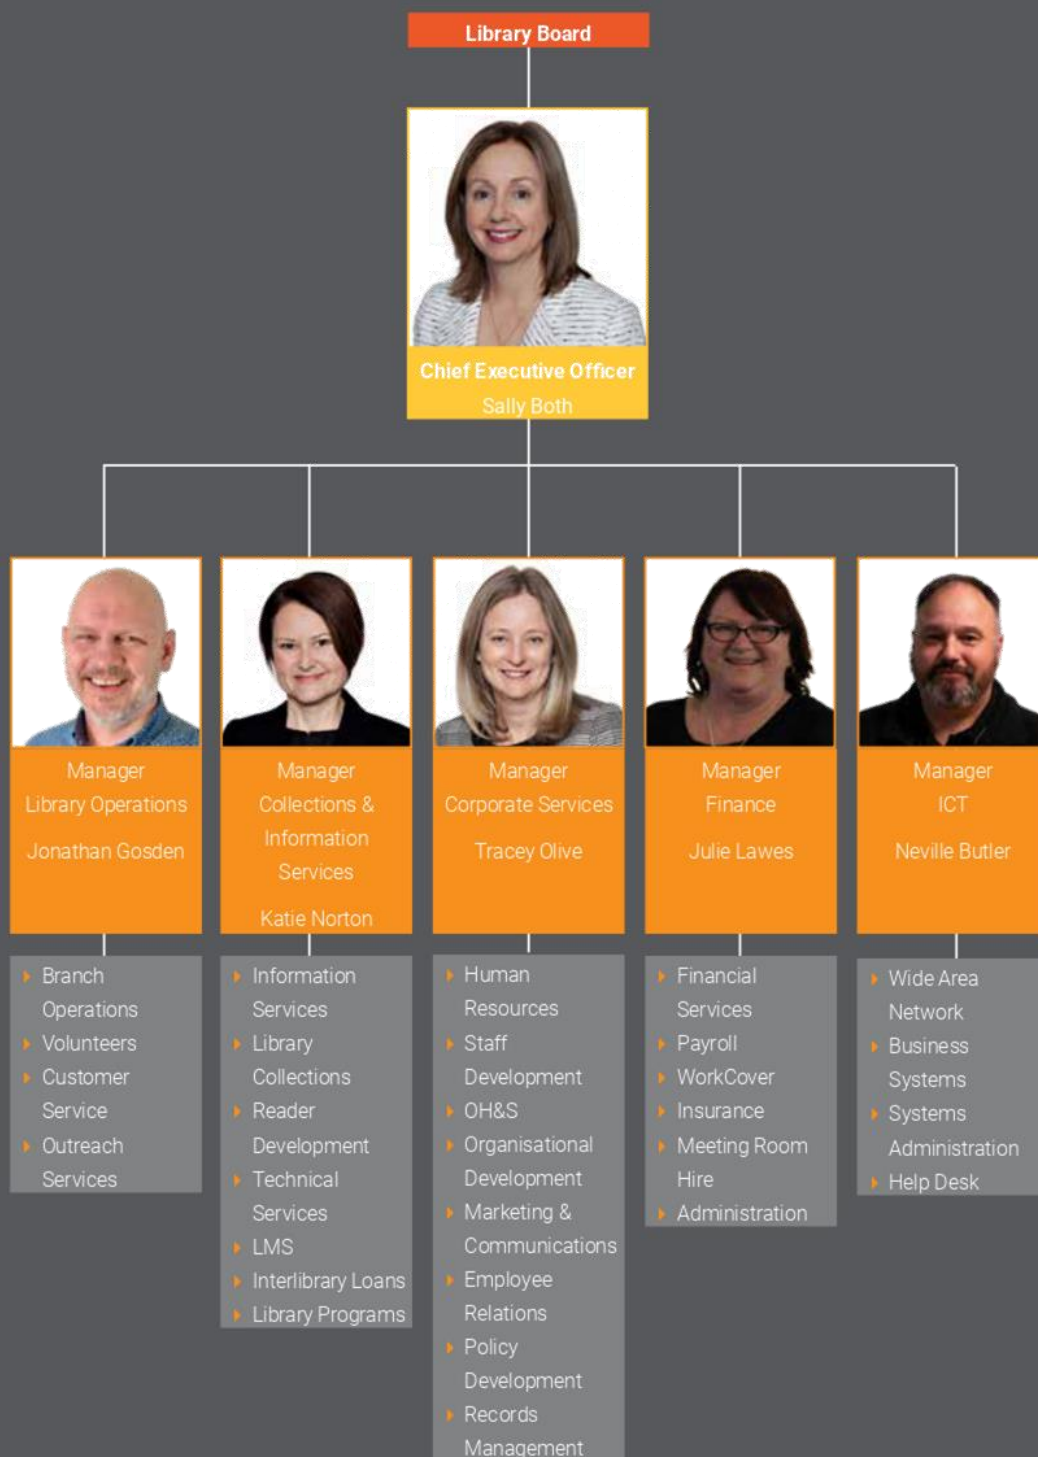 Library Board
Chief Executive Officer
Sally Both
Manager
Library Operations
Jonathan Gosden
Manager
Collections &
Information
Services
Katie Norton
Manager
Corporate Services
Tracey Olive
Manager
Finance
Julie Lawes
Manager
ICT
Neville Butler
Branch
Operations
Volunteers
Customer
Service
Outreach
Services
Information
Services
Library
Collections
Reader
Development
Technical
Services
LMS
Interlibrary Loans
Library Programs
Human
Resources
Staff
Development
OH&S
Organisational
Development
Marketing &
Communications
Employee
Relations
Policy
Development
Records
Management
Financial
Services
Payroll
WorkCover
Insurance
Meeting Room
Hire
Administration
Wide Area
Network
Business
Systems
Systems
Administration
Help Desk